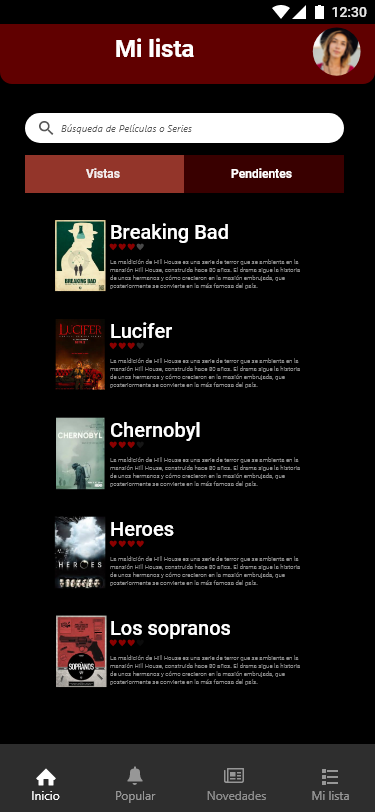 12:30
Mi lista
Búsqueda de Películas o Series
Vistas
Pendientes
Breaking Bad
BREAKING BAD
La maldición de Hill House es una serie de terror que se ambienta en la
mansión Hill House, construida hace 80 años. El drama sigue la historia
de unos hermanos y cómo crecieron en la masión embrujada, que
posteriormente se convierte en la más famosa del país.
Lucifer
LUCIFER
La maldición de Hill House es una serie de terror que se ambienta en la
mansión Hill House, construida hace 80 años. El drama sigue la historia
de unos hermanos y cómo crecieron en la masión embrujada, que
posteriormente se convierte en la más famosa del país.
Chernobyl
CHERNOBYL
La maldición de Hill House es una serie de terror que se ambienta en la
mansión Hill House, construida hace 80 años. El drama sigue la historia
de unos hermanos y cómo crecieron en la masión embrujada, que
posteriormente se convierte en la más famosa del país.
Heroes
HEROES
La maldición de Hill House es una serie de terror que se ambienta en la
mansión Hill House, construida hace 80 años. El drama sigue la historia
de unos hermanos y cómo crecieron en la masión embrujada, que
posteriormente se convierte en la más famosa del país.
Los sopranos
SOPRANOS
La maldición de Hill House es una serie de terror que se ambienta en la
mansión Hill House, construida hace 80 años. El drama sigue la historia
de unos hermanos y cómo crecieron en la masión embrujada, que
posteriormente se convierte en la más famosa del país.
Inicio
Popular
Novedades
Mi lista